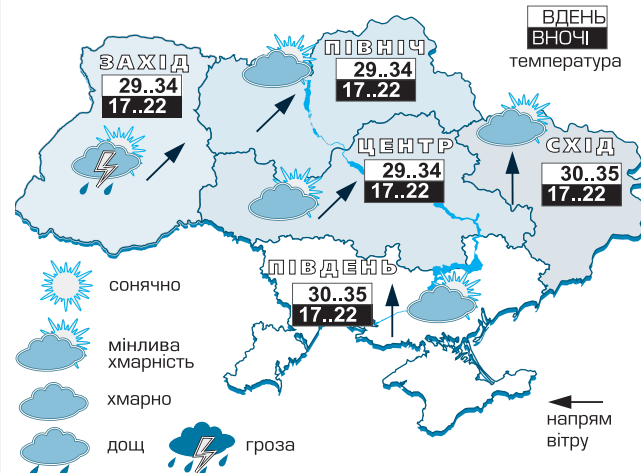 ВДЕНЬ
ВНОЧІ
температура
ЗАХІД
29..34
17..22
ПІВНІЧ
29..34
17..22
ЦЕНТР
29..34
17..22
СХІД
30..35
17..22
ПІВДЕНЬ
30..35
17..22
сонячно
мінлива
хмарність
хмарно
дощ
гроза
напрям
вітру